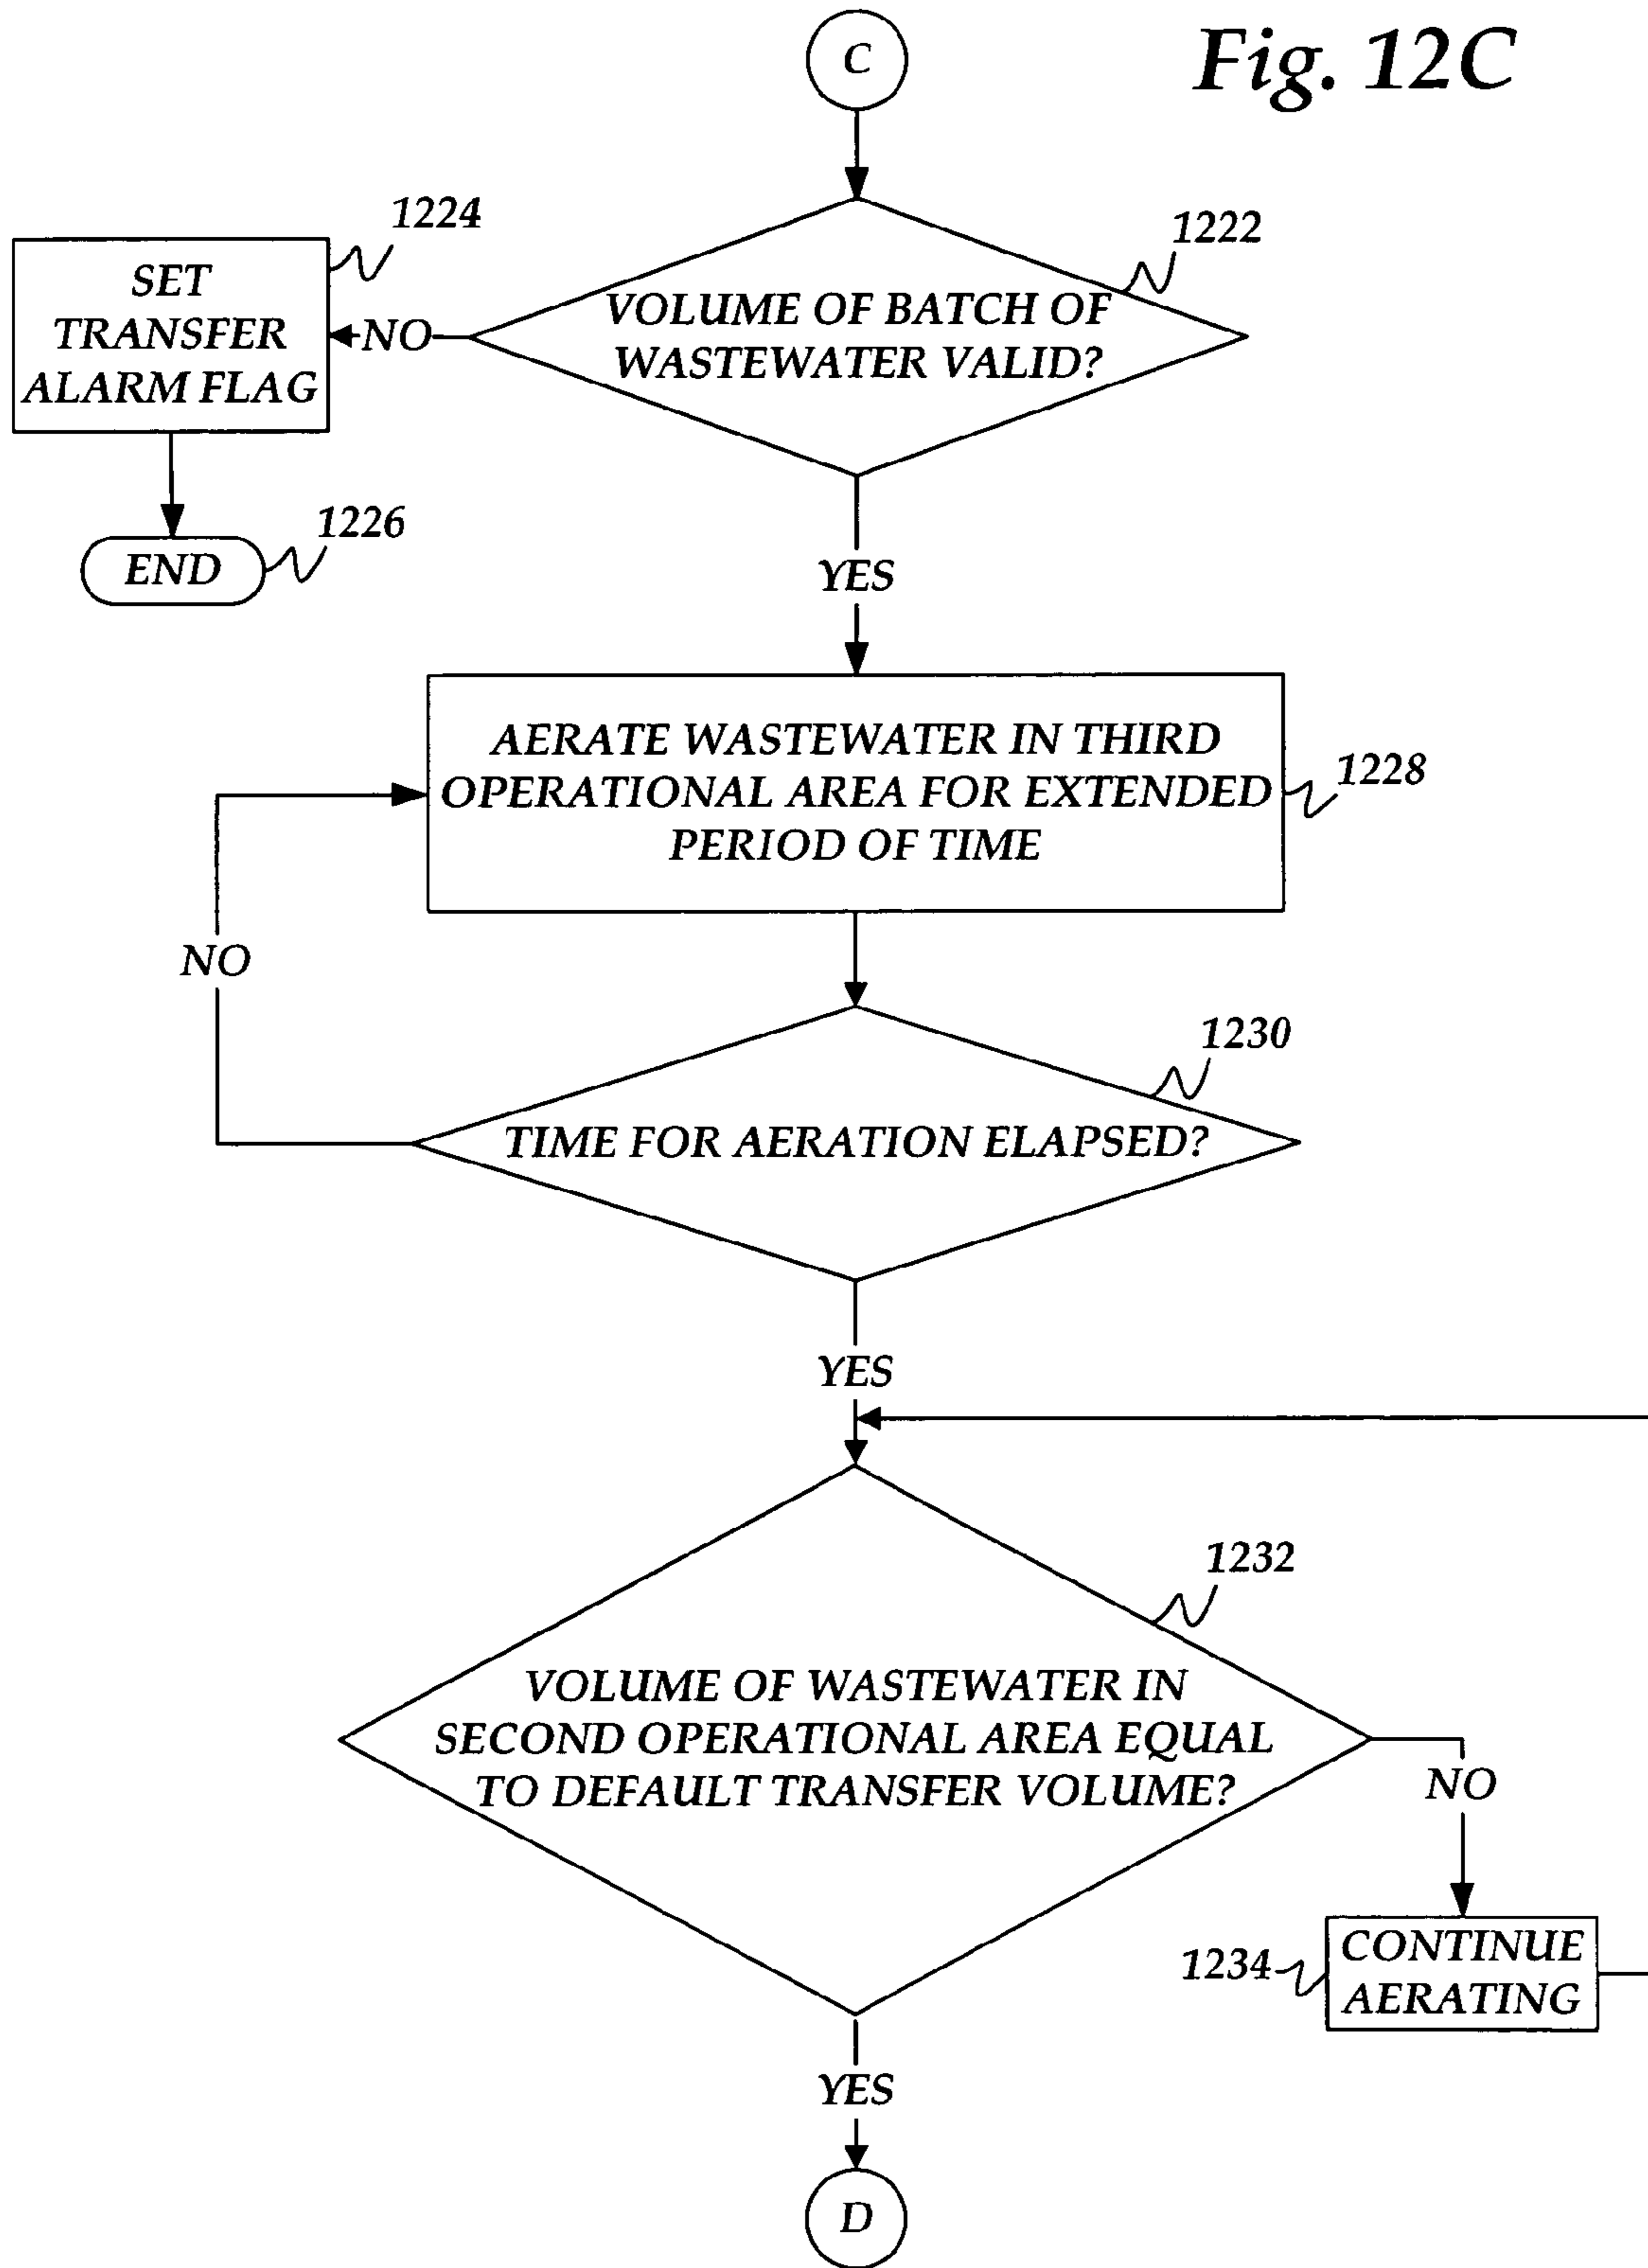 Fig. 12C
C
1224
1222
SET
TRANSFER
ALARM FLAG
NO
VOLUME OF BATCH OF
WASTEWATER VALID?
1226
END
YES
AERATE WASTEWATER IN THIRD
OPERATIONAL AREA FOR EXTENDED
PERIOD OF TIME
1228
NO
1230
TIME FOR AERATION ELAPSED?
YES
1232
VOLUME OF WASTEWATER IN
SECOND OPERATIONAL AREA EQUAL
TO DEFAULT TRANSFER VOLUME?
NO
1234
CONTINUE
AERATING
YES
D